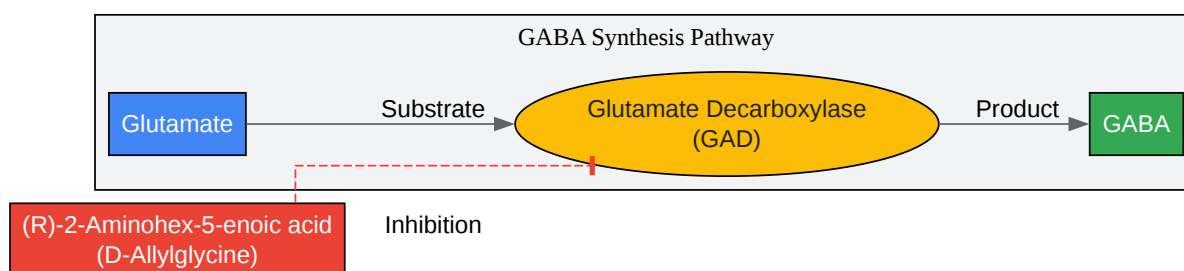 GABA Synthesis Pathway
Glutamate
Substrate
Glutamate Decarboxylase
(GAD)
Product
GABA
(R)-2-Aminohex-5-enoic acid
(D-Allylglycine)
Inhibition